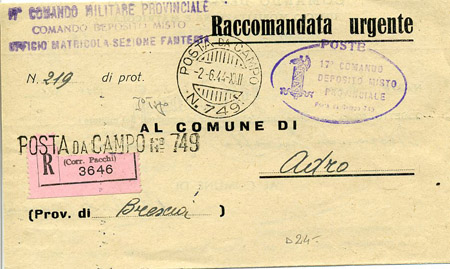 17° COMANDO MILITARE PROVINCIALE
COMANDO DEPOSITO MISTO
UFFICIO MATRICOLA-SEZIONE FANTERIA
Raccomandata urgente
N. 219 di prot.
POSTA DA CAMPO
-2-6.44-XII
N. 749
POSTE
17° COMANDO
DEPOSITO MISTO
PROVINCIALE
AL COMUNE DI
POSTA DA CAMPO No 749
R (Corr. Pacchi)
3646
Adro
(Prov. di Brescia )
D24-